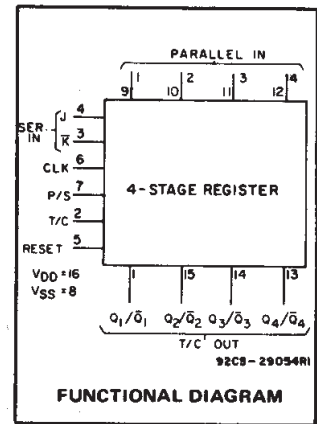 PARALLEL IN
1 2 3 4
9 10 11 12
J 4
SER. IN
K̅ 3
CLK 6
P/S 7
4-STAGE REGISTER
T/C 2
RESET 5
VDD = 16
VSS = 8
1 15 14 13
Q1/Q̅1 Q2/Q̅2 Q3/Q̅3 Q4/Q̅4
T/C OUT
92CS-29054R1
FUNCTIONAL DIAGRAM